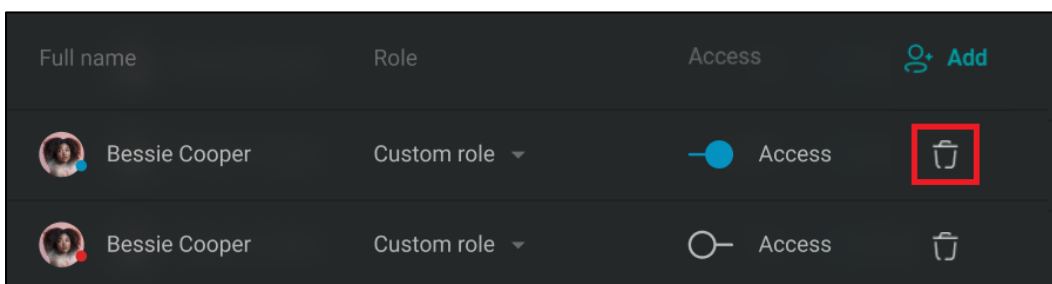 Full name Role Access Add
Bessie Cooper Custom role Access
Bessie Cooper Custom role Access